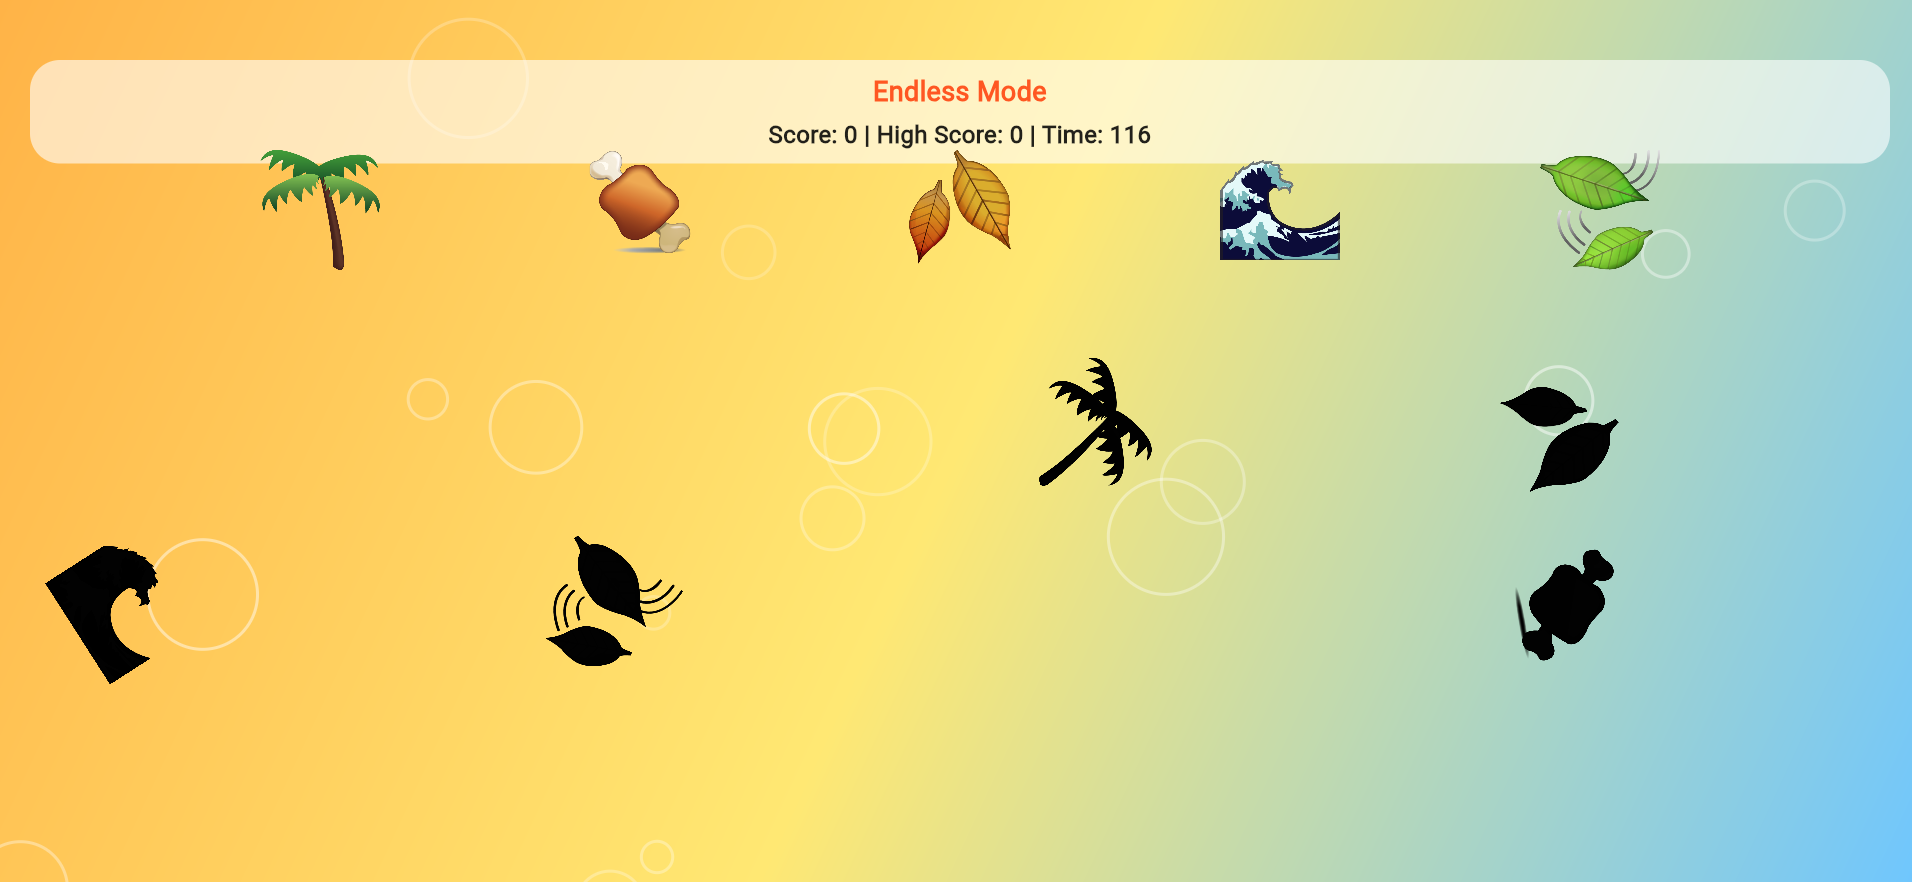 Endless Mode
Score: 0 | High Score: 0 | Time: 116